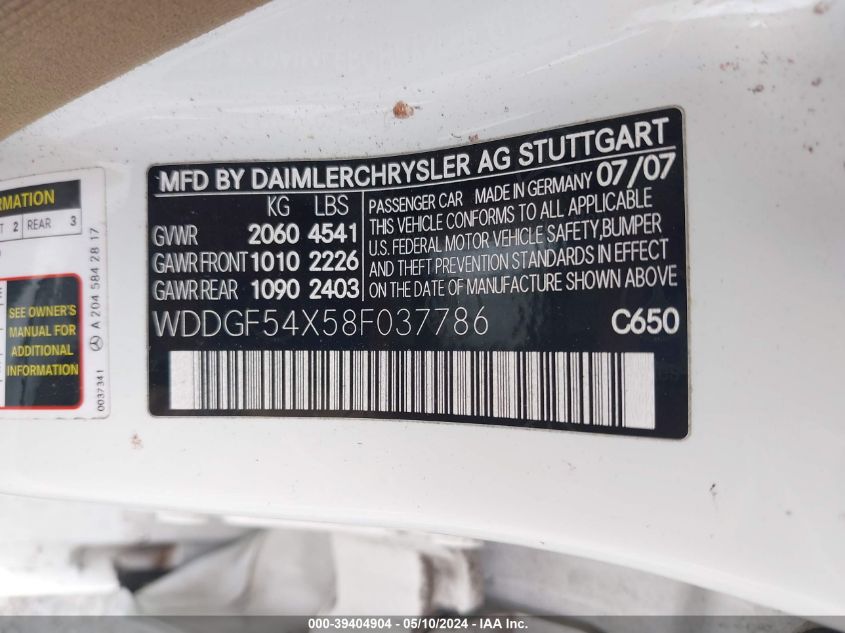 RMATION
T 2 REAR 3
SEE OWNER'S
MANUAL FOR
ADDITIONAL
INFORMATION
A 204 584 28 17
0037341
MFD BY DAIMLERCHRYSLER AG STUTTGART
KG LBS
GVWR 2060 4541
GAWR FRONT 1010 2226
GAWR REAR 1090 2403
PASSENGER CAR MADE IN GERMANY 07/07
THIS VEHICLE CONFORMS TO ALL APPLICABLE
U.S. FEDERAL MOTOR VEHICLE SAFETY,BUMPER
AND THEFT PREVENTION STANDARDS IN EFFECT
ON THE DATE OF MANUFACTURE SHOWN ABOVE
WDDGF54X58F037786 C650
000-39404904 - 05/10/2024 - IAA Inc.